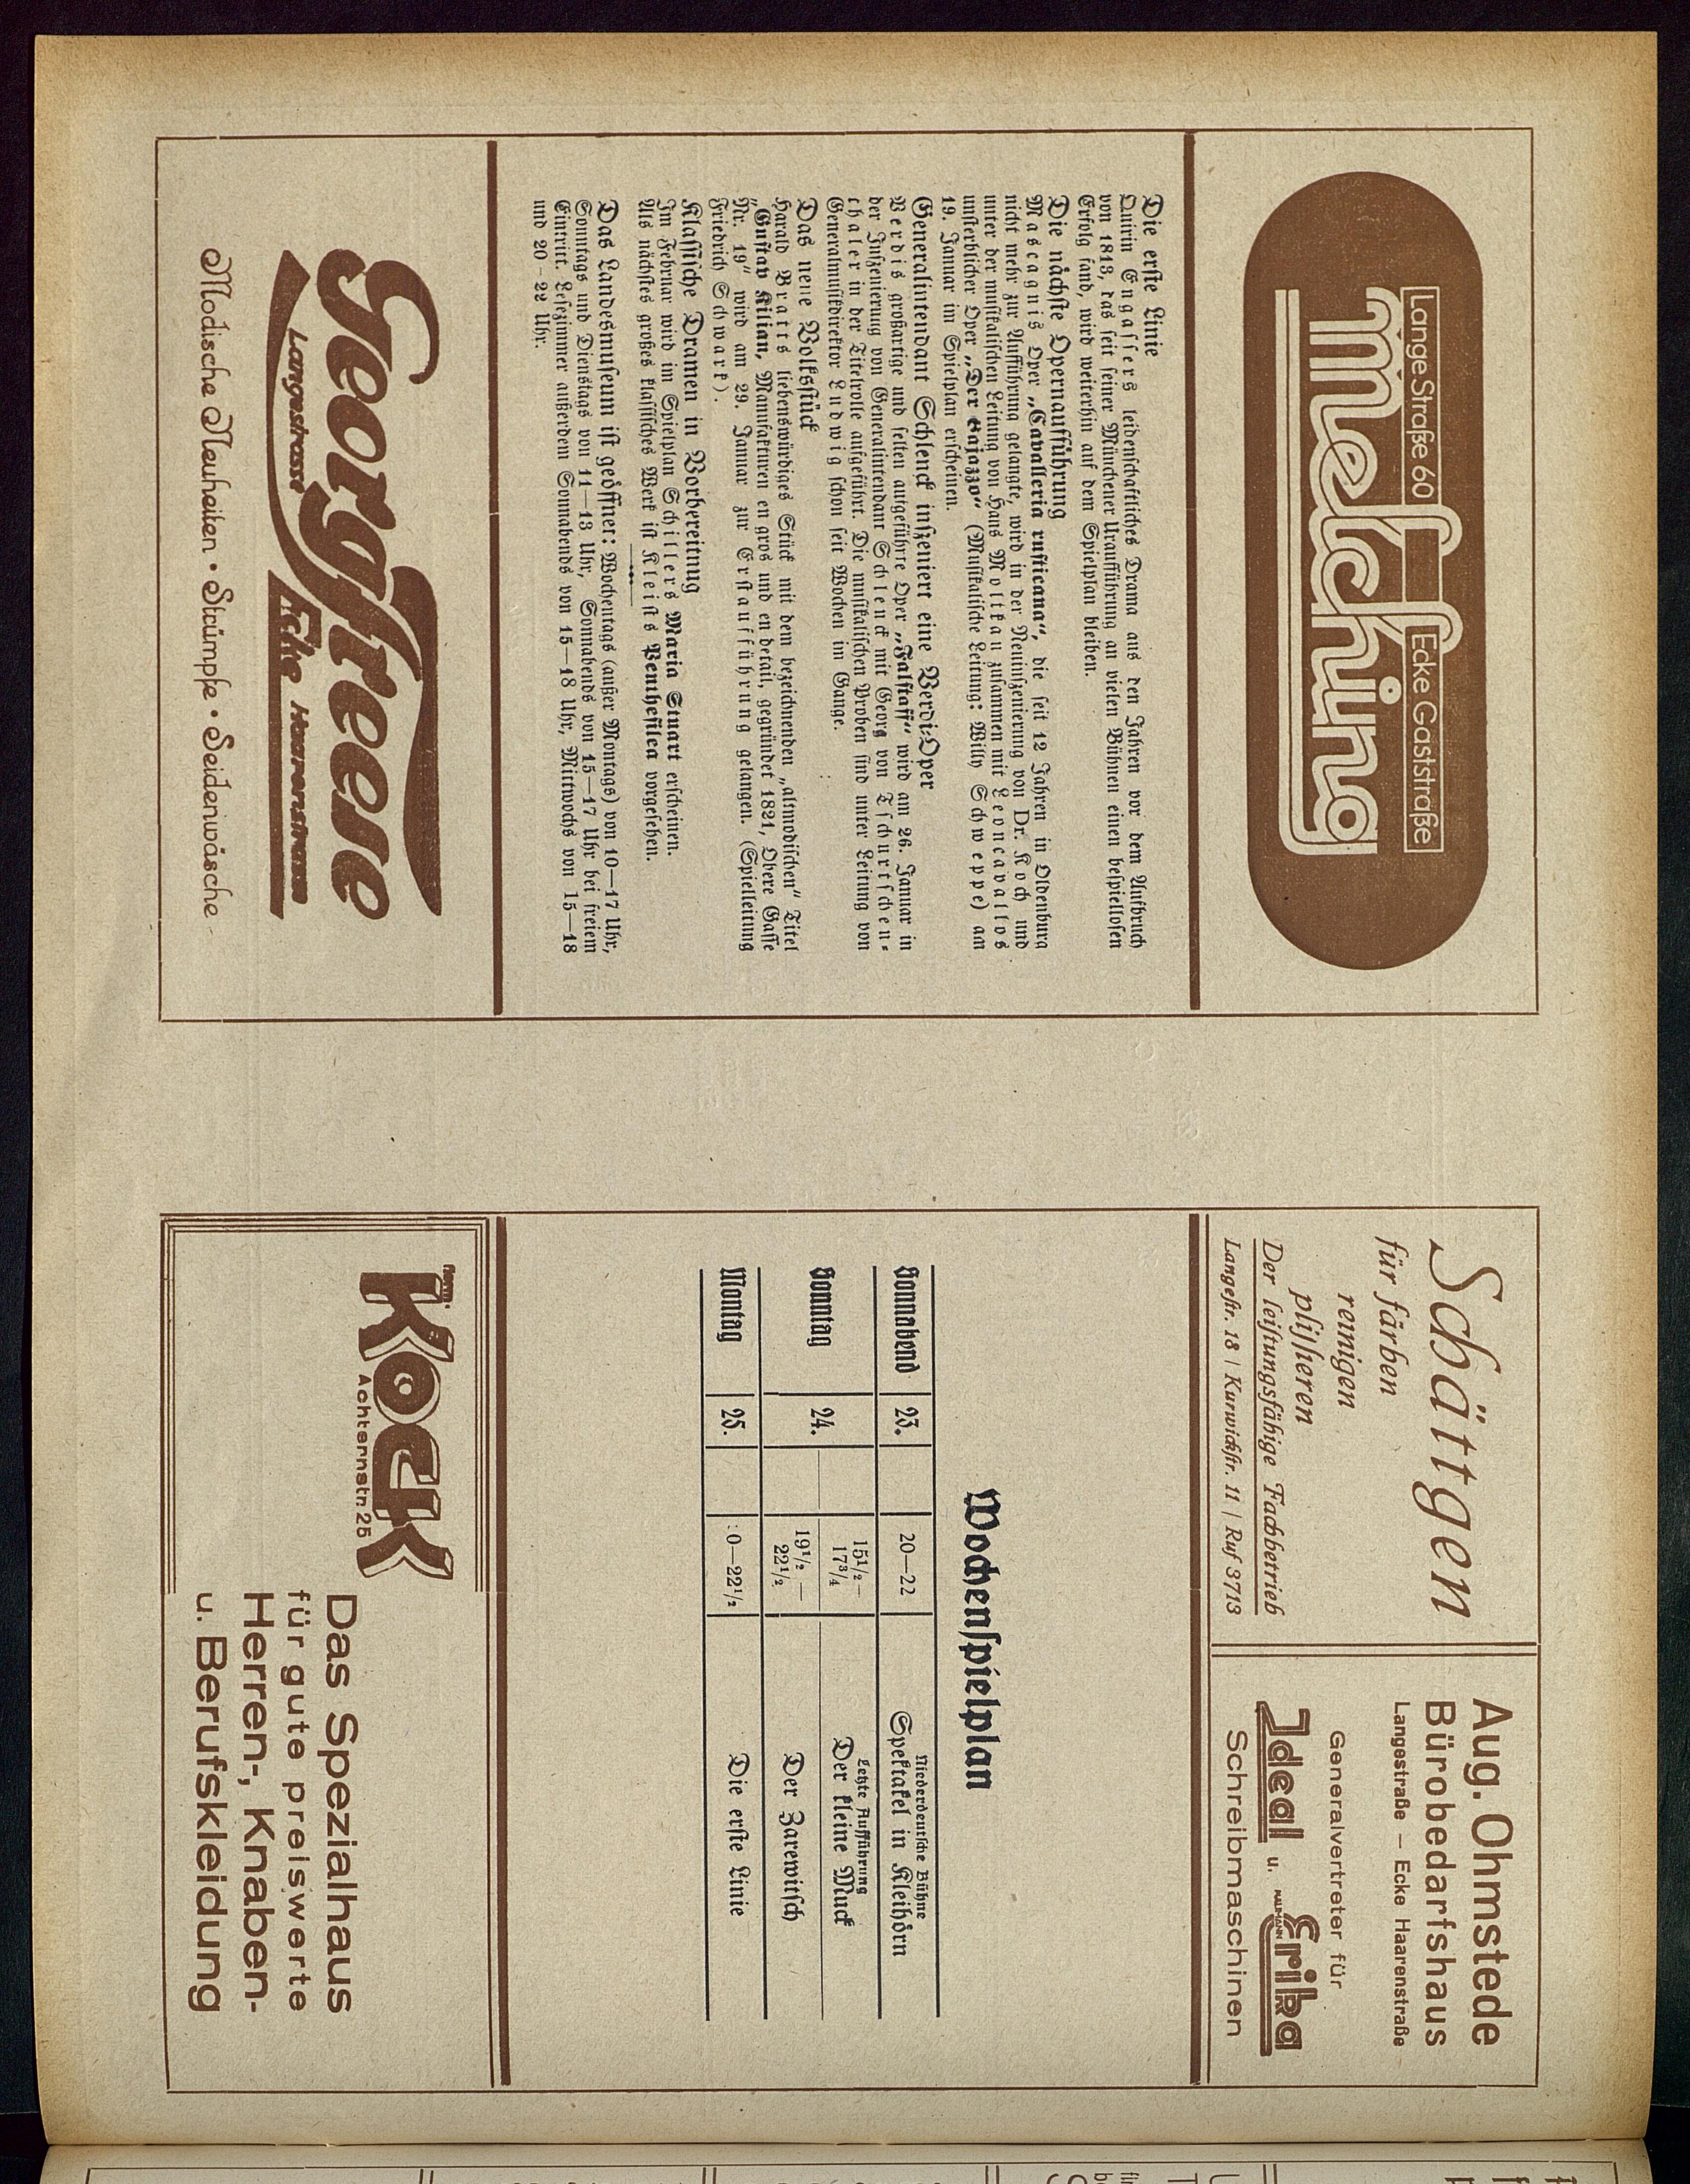 Lange Straße 60
Ecke Gaststraße
Melching
Die erste Linie
Quirin Engassers leidenschaftliches Drama aus den Jahren vor dem Aufbruch
von 1813, das seit seiner Münchener Uraufführung an vielen Bühnen einen beispiellosen
Erfolg fand, wird weiterhin auf dem Spielplan bleiben.
Die nächste Opernaufführung
Mascagnis Oper „Cavalleria rusticana“, die seit 12 Jahren in Oldenburg
nicht mehr zur Aufführung gelangte, wird in der Neuinszenierung von Dr. Koch und
unter der musikalischen Leitung von Hans Moltkau zusammen mit Leoncavallos
unsterblicher Oper „Der Bajazzo“ (Musikalische Leitung: Willy Schweppe) am
19. Januar im Spielplan erscheinen.
Generalintendant Schlenck inszeniert eine Verdi-Oper
Verdis großartige und selten aufgeführte Oper „Falstaff“ wird am 26. Januar in
der Inszenierung von Generalintendant Schlenck mit Georg von Tschurtschen-
thaler in der Titelrolle aufgeführt. Die musikalischen Proben sind unter Leitung von
Generalmusikdirektor Ludwig schon seit Wochen im Gange.
Das neue Volksstück
Harald Bratts liebenswürdiges Stück mit dem bezeichnenden „altmodischen“ Titel
„Gustav Kilian, Manufakturen en gros und en detail, gegründet 1821, Obere Gasse
Nr. 19“ wird am 29. Januar zur Erstaufführung gelangen. (Spielleitung
Friedrich Schwark).
Klassische Dramen in Vorbereitung
Im Februar wird im Spielplan Schillers Maria Stuart erscheinen.
Als nächstes großes klassisches Werk ist Kleists Penthesilea vorgesehen.
Das Landesmuseum ist geöffnet: Wochentags (außer Montags) von 10—17 Uhr,
Sonntags und Dienstags von 11—13 Uhr, Sonnabends von 15—17 Uhr bei freiem
Eintritt. Lesezimmer außerdem Sonnabends von 15—18 Uhr, Mittwochs von 15—18
und 20-22 Uhr.
Georg Freese
Langestrasse Ecke Haarenstrasse
Modische Neuheiten • Strümpfe • Seidenwäsche
Schättgen
für färben
reinigen
plissieren
Der leistungsfähige Fachbetrieb
Langestr. 18 | Kurwickstr. 11 | Ruf 3713
Aug. Ohmstede
Bürobedarfshaus
Langestraße — Ecke Haarenstraße
Generalvertreter für
Ideal u. NAUMANN Erika
Schreibmaschinen
Wochenspielplan
Sonnabend 23. 20—22 Niederdeutsche Bühne
Spektakel in Kleihörn
Sonntag 24. 15½—17¾ Letzte Aufführung
Der kleine Muck
19½—22½ Der Zarewitsch
Montag 25. :0—22½ Die erste Linie
Herm.
Kock
Achternstr. 25
Das Spezialhaus
für gute preiswerte
Herren-, Knaben-
u. Berufskleidung